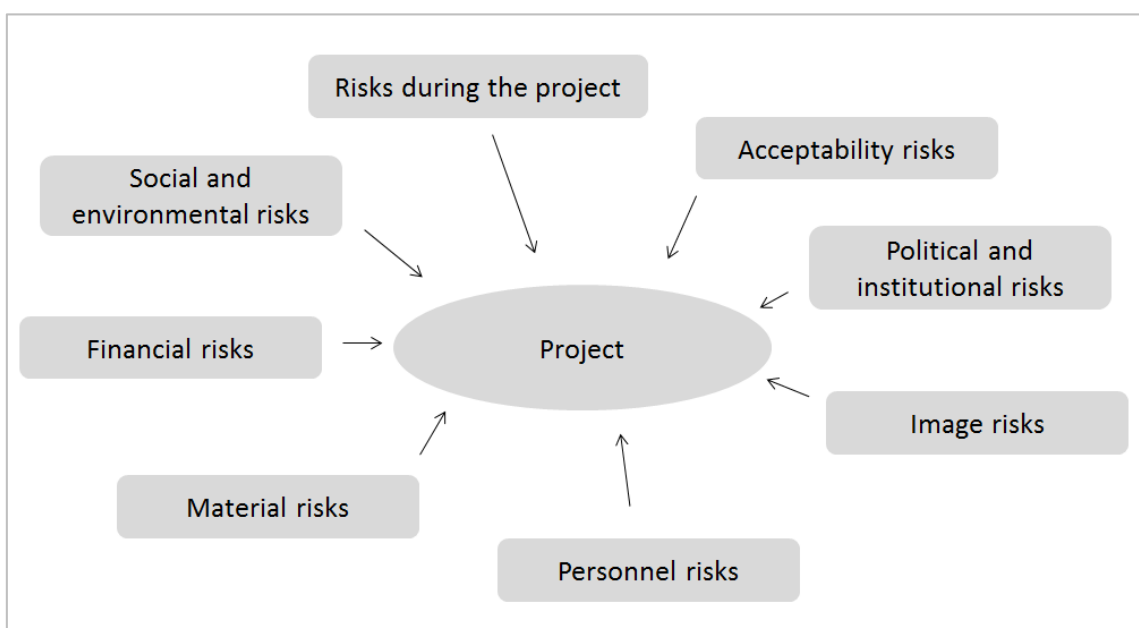 Risks during the project
Acceptability risks
Social and
environmental risks
Political and
institutional risks
Financial risks
Project
Image risks
Material risks
Personnel risks